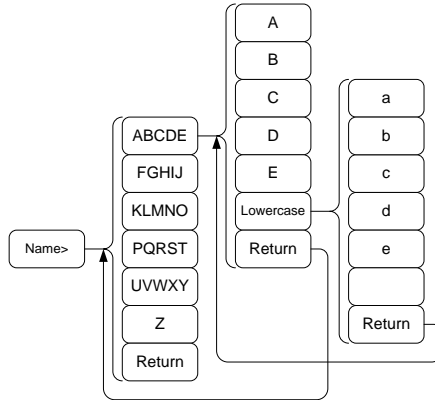 Name>
ABCDE
FGHIJ
KLMNO
PQRST
UVWXY
Z
Return
A
B
C
D
E
Lowercase
Return
a
b
c
d
e
Return